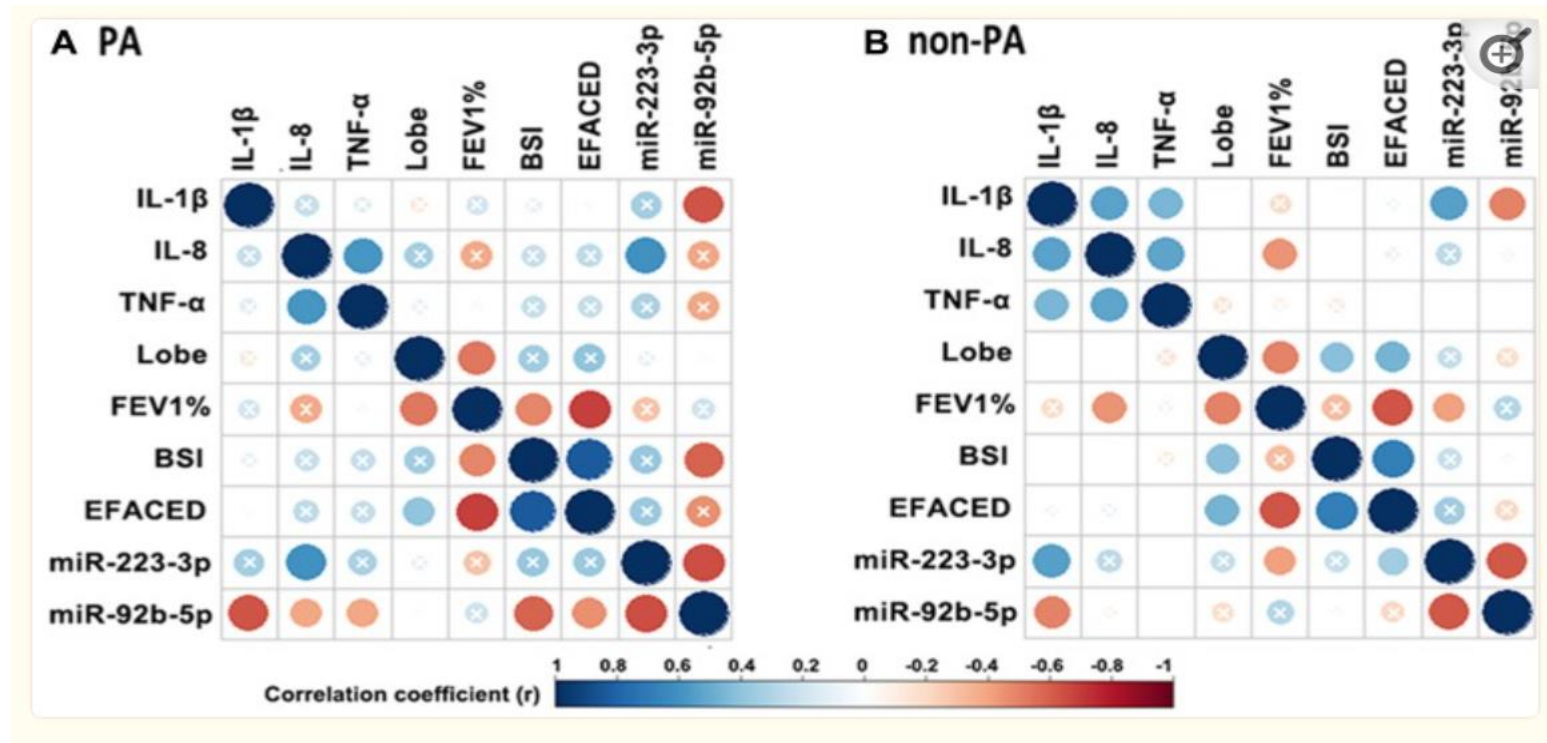 A PA
IL-1β IL-8 TNF-α Lobe FEV1% BSI EFACED miR-223-3p miR-92b-5p
IL-1β
IL-8
TNF-α
Lobe
FEV1%
BSI
EFACED
miR-223-3p
miR-92b-5p
B non-PA
IL-1β IL-8 TNF-α Lobe FEV1% BSI EFACED miR-223-3p
IL-1β
IL-8
TNF-α
Lobe
FEV1%
BSI
EFACED
miR-223-3p
miR-92b-5p
1 0.8 0.6 0.4 0.2 0 -0.2 -0.4 -0.6 -0.8 -1
Correlation coefficient (r)